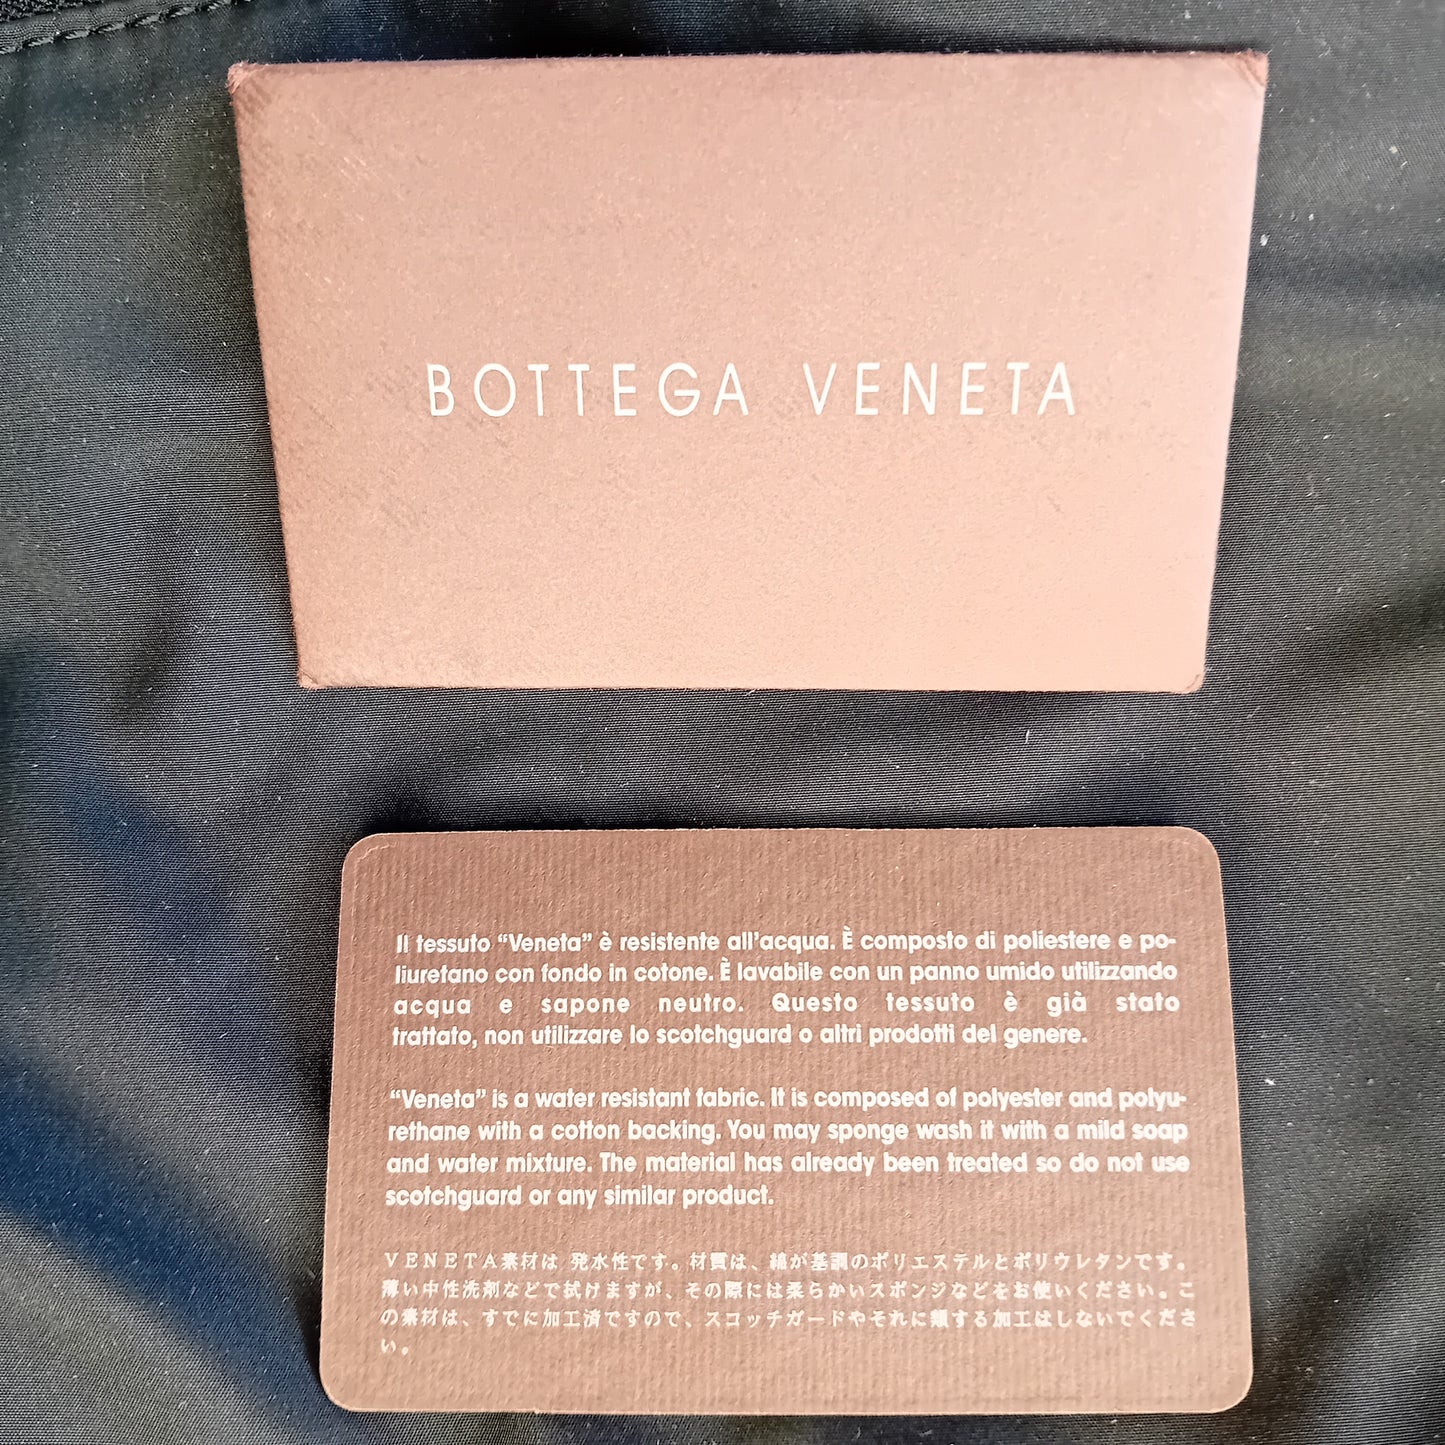 BOTTEGA VENETA
Il tessuto “Veneta” è resistente all'acqua. È composto di poliestere e po-
liuretano con fondo in cotone. È lavabile con un panno umido utilizzando
acqua e sapone neutro. Questo tessuto è già stato
trattato, non utilizzare lo scotchguard o altri prodotti del genere.
“Veneta” is a water resistant fabric. It is composed of polyester and polyu-
rethane with a cotton backing. You may sponge wash it with a mild soap
and water mixture. The material has already been treated so do not use
scotchguard or any similar product.
ＶＥＮＥＴＡ素材は 発水性です。材質は、綿が基調のポリエステルとポリウレタンです。
薄い中性洗剤などで拭けますが、その際には柔らかいスポンジなどをお使いください。こ
の素材は、すでに加工済ですので、スコッチガードやそれに類する加工はしないでくださ
い。